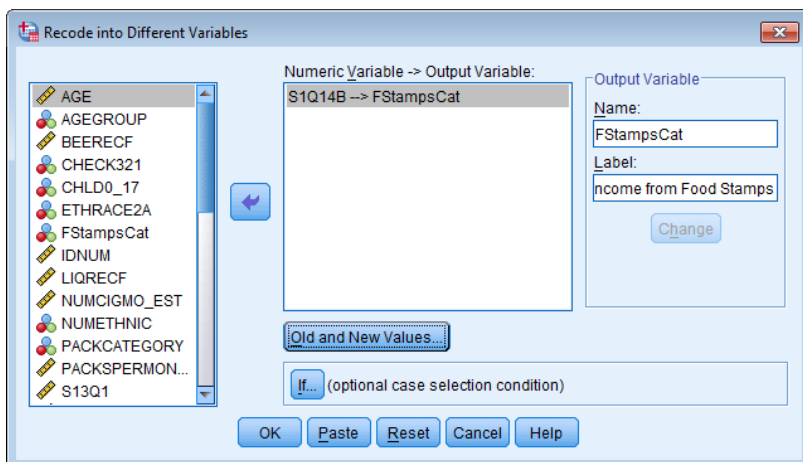 Recode into Different Variables
AGE
AGEGROUP
BEERECF
CHECK321
CHLD0_17
ETHRACE2A
FStampsCat
IDNUM
LIQRECF
NUMCIGMO_EST
NUMETHNIC
PACKCATEGORY
PACKSPERMON...
S13Q1
Numeric Variable -> Output Variable:
S1Q14B --> FStampsCat
Output Variable
Name:
FStampsCat
Label:
ncome from Food Stamps
Change
Old and New Values...
If... (optional case selection condition)
OK Paste Reset Cancel Help